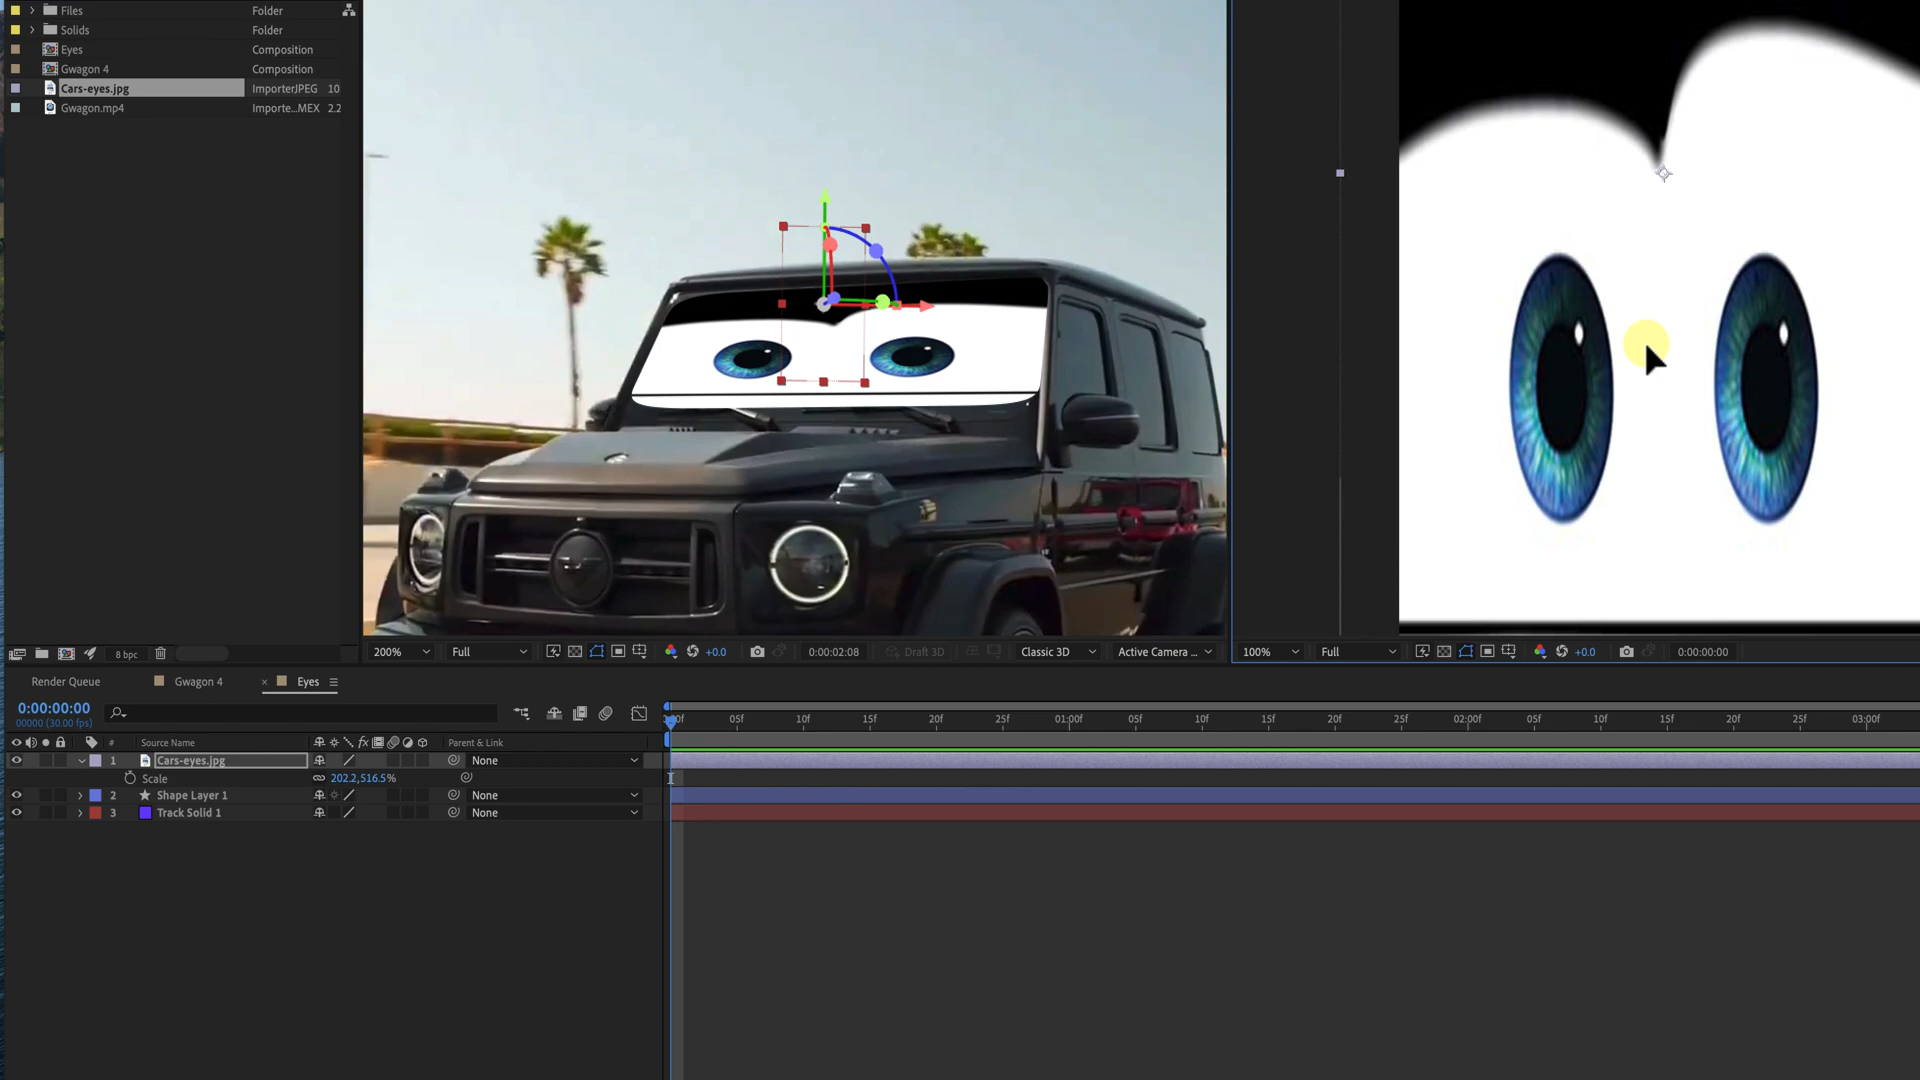 Files Folder
Solids Folder
Eyes Composition
Gwagon 4 Composition
Cars-eyes.jpg ImporterJPEG 10
Gwagon.mp4 Importe...MEX 2.2
8 bpc
200% Full +0.0 0:00:02:08 Draft 3D Classic 3D Active Camera ...
100% Full +0.0 0:00:00:00
Render Queue Gwagon 4 × Eyes
0:00:00:00
00000 (30.00 fps)
05f 10f 15f 20f 25f 01:00f 05f 10f 15f 20f 25f 02:00f 05f 10f 15f 20f 25f 03:00f
# Source Name fx Parent & Link
1 Cars-eyes.jpg None
Scale 202.2,516.5%
2 Shape Layer 1 None
3 Track Solid 1 None